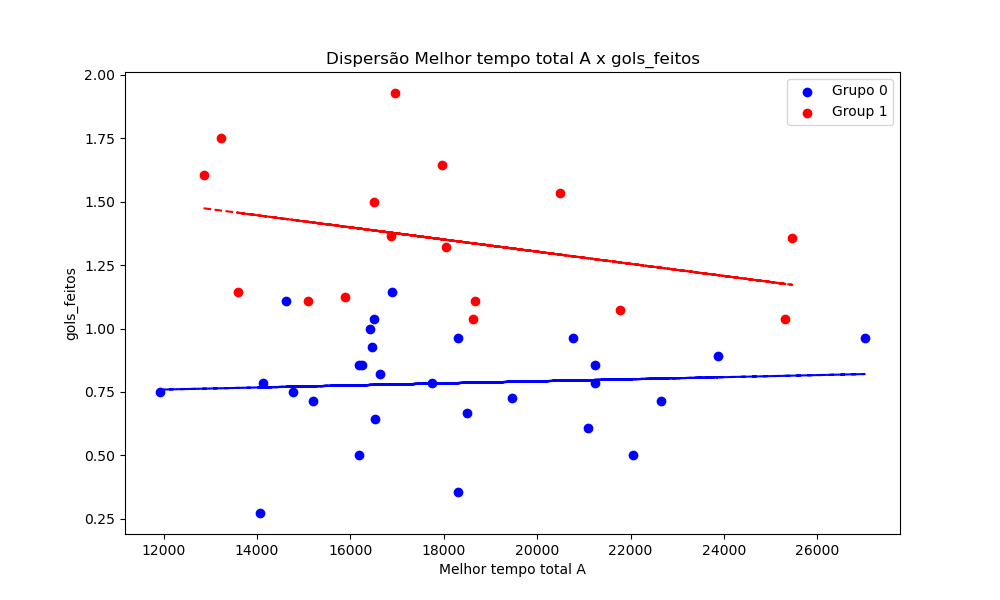 Dispersão Melhor tempo total A x gols_feitos
Grupo 0
Group 1
gols_feitos
2.00
1.75
1.50
1.25
1.00
0.75
0.50
0.25
12000 14000 16000 18000 20000 22000 24000 26000
Melhor tempo total A